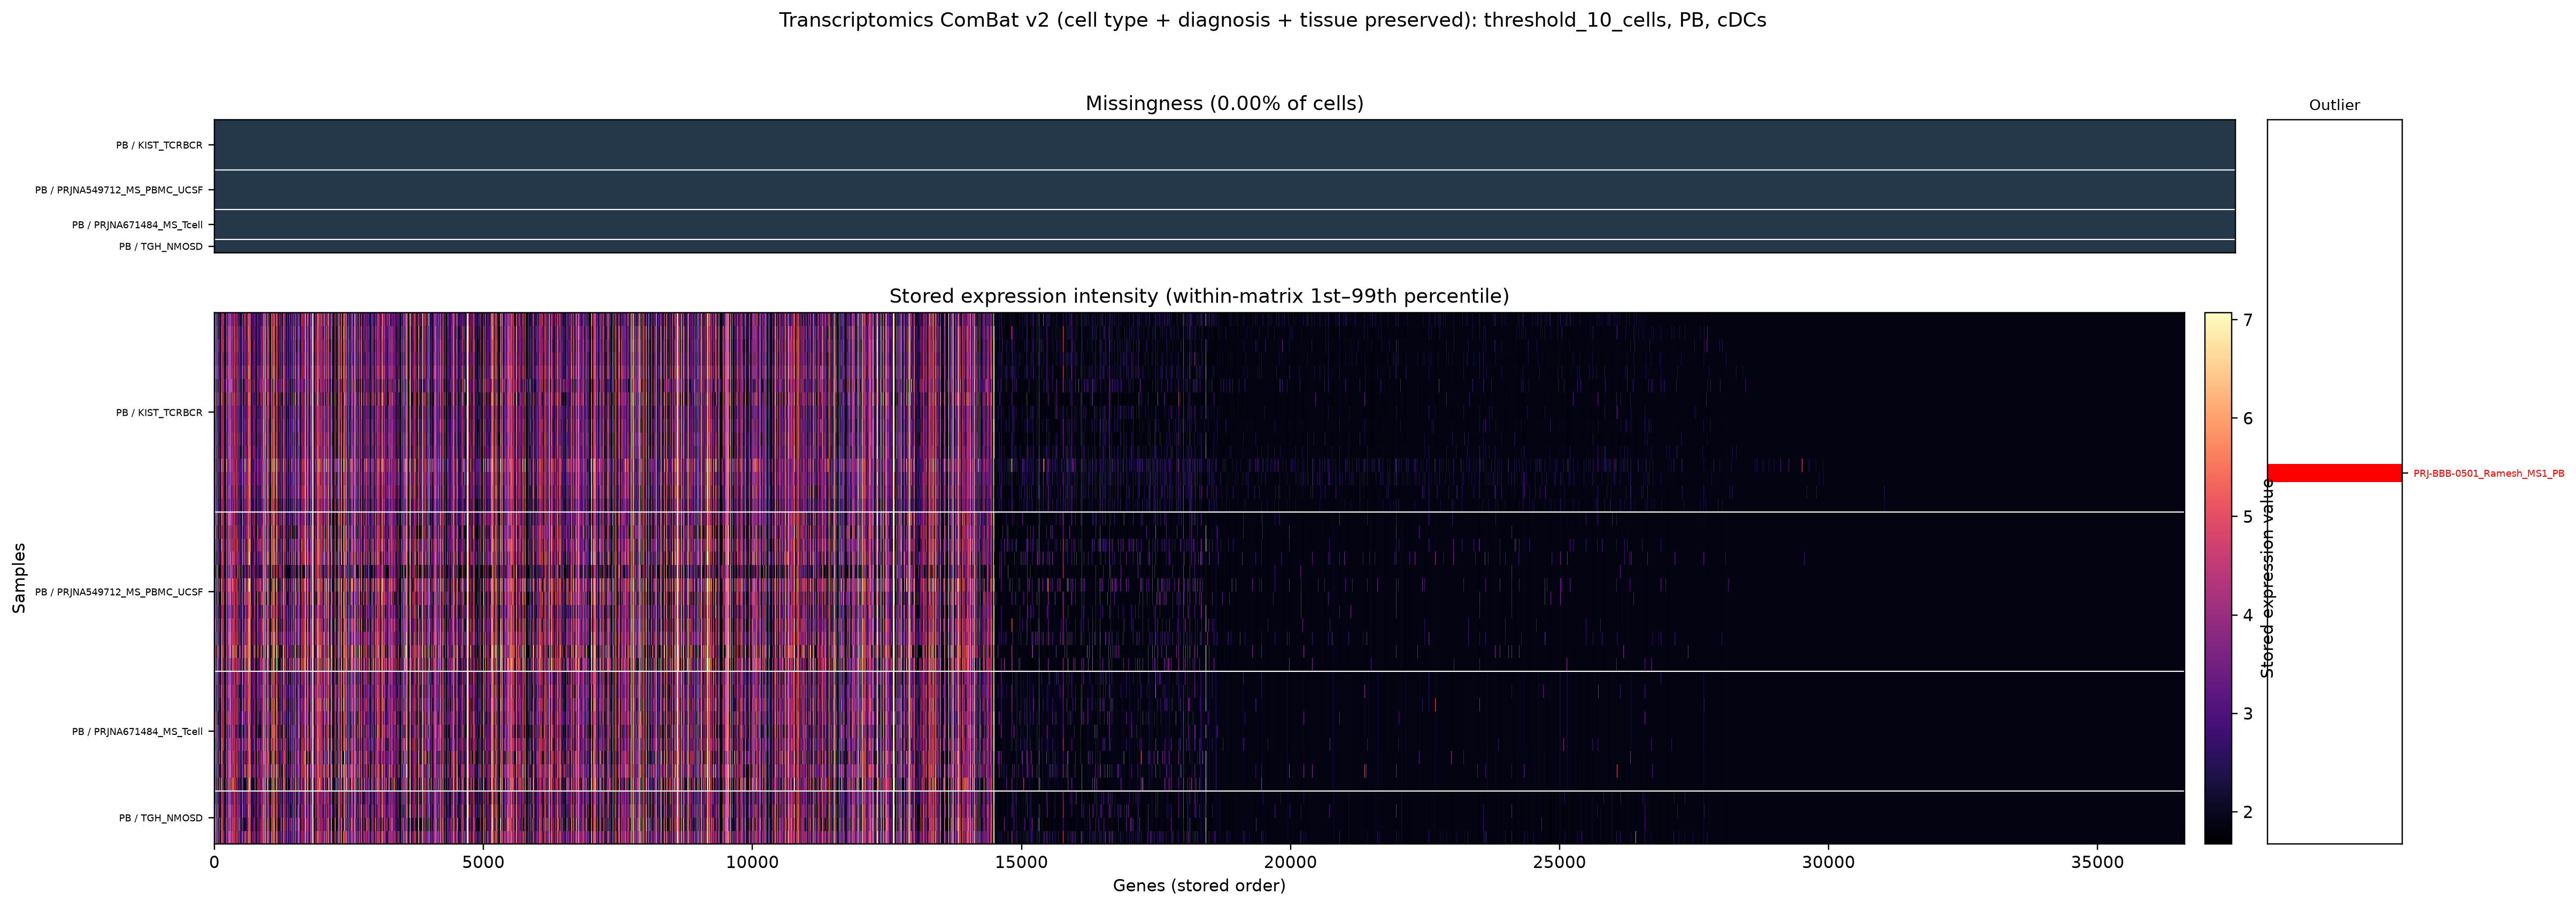 Transcriptomics ComBat v2 (cell type + diagnosis + tissue preserved): threshold_10_cells, PB, cDCs
Missingness (0.00% of cells)
Outlier
PB / KIST_TCRBCR
PB / PRJNA549712_MS_PBMC_UCSF
PB / PRJNA671484_MS_Tcell
PB / TGH_NMOSD
Stored expression intensity (within-matrix 1st–99th percentile)
Samples
PB / KIST_TCRBCR
PB / PRJNA549712_MS_PBMC_UCSF
PB / PRJNA671484_MS_Tcell
PB / TGH_NMOSD
0 5000 10000 15000 20000 25000 30000 35000
Genes (stored order)
7
6
5
4
3
2
Stored expression value
PRJ-BBB-0501_Ramesh_MS1_PB